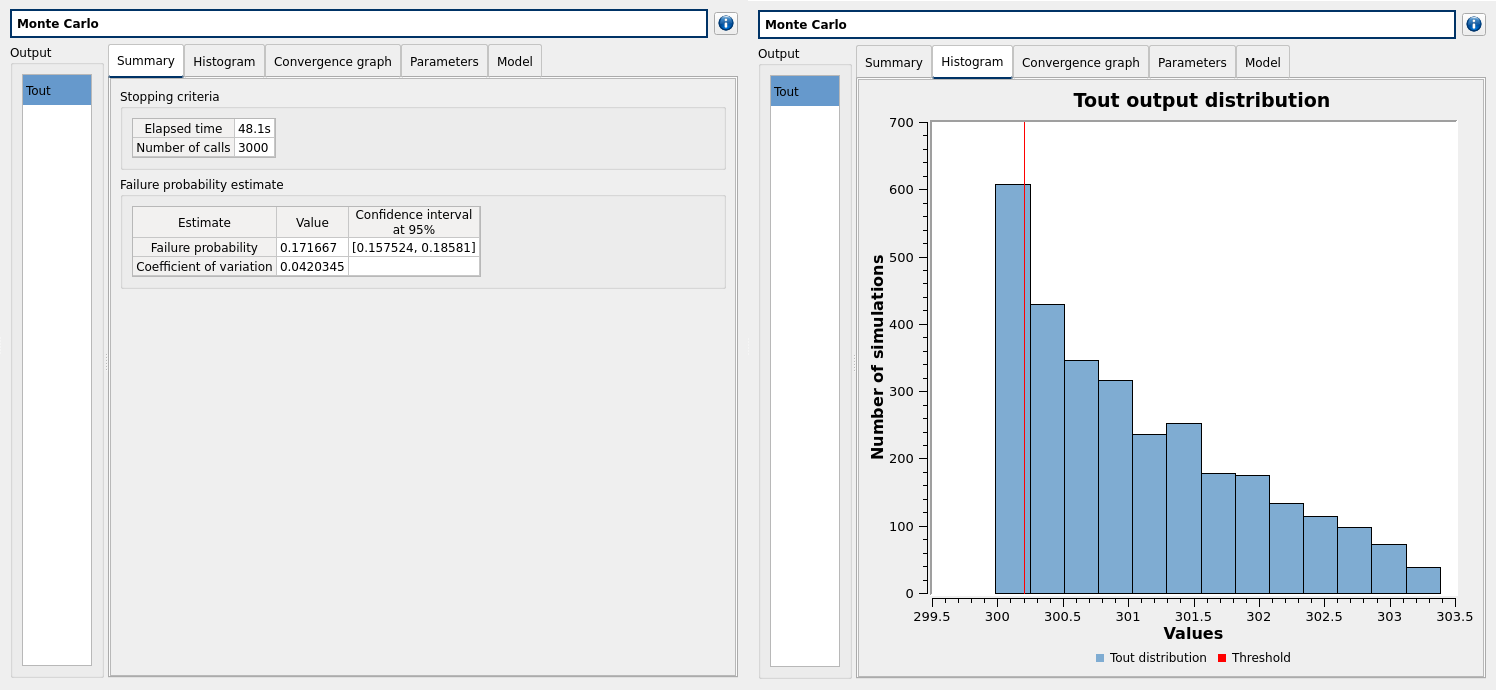 Monte Carlo
Output
Tout
Summary Histogram Convergence graph Parameters Model
Stopping criteria
Elapsed time 48.1s
Number of calls 3000
Failure probability estimate
Estimate Value Confidence interval
at 95%
Failure probability 0.171667 [0.157524, 0.18581]
Coefficient of variation 0.0420345
Monte Carlo
Output
Tout
Summary Histogram Convergence graph Parameters Model
Tout output distribution
Number of simulations
700
600
500
400
300
200
100
0
299.5 300 300.5 301 301.5 302 302.5 303 303.5
Values
Tout distribution Threshold